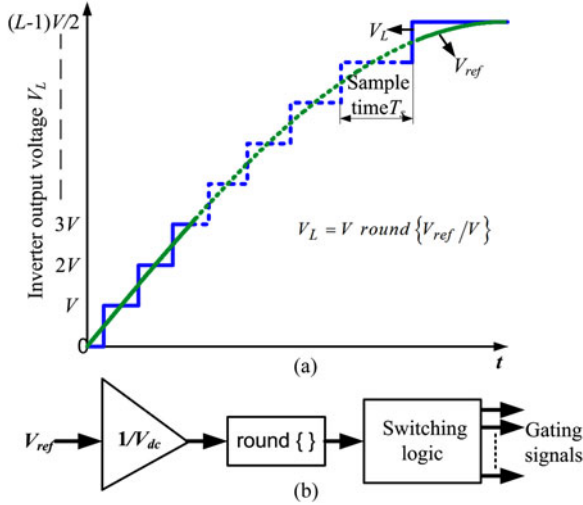 (L-1)V/2
Inverter output voltage V_L
3V
2V
V
0
V_L
V_ref
Sample
time T_s
V_L = V round {V_ref /V}
t
(a)
V_ref
1/V_dc
round { }
Switching
logic
Gating
signals
(b)